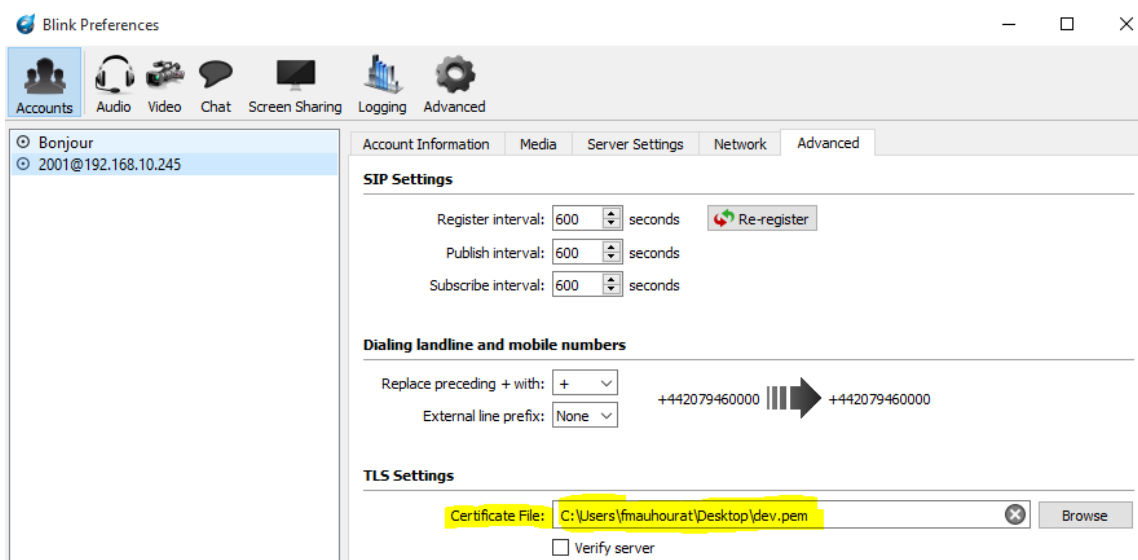 Blink Preferences
Accounts Audio Video Chat Screen Sharing Logging Advanced
Bonjour
2001@192.168.10.245
Account Information Media Server Settings Network Advanced
SIP Settings
Register interval: 600 seconds Re-register
Publish interval: 600 seconds
Subscribe interval: 600 seconds
Dialing landline and mobile numbers
Replace preceding + with: +
External line prefix: None
+442079460000 +442079460000
TLS Settings
Certificate File: C:\Users\fmauhourat\Desktop\dev.pem Browse
Verify server